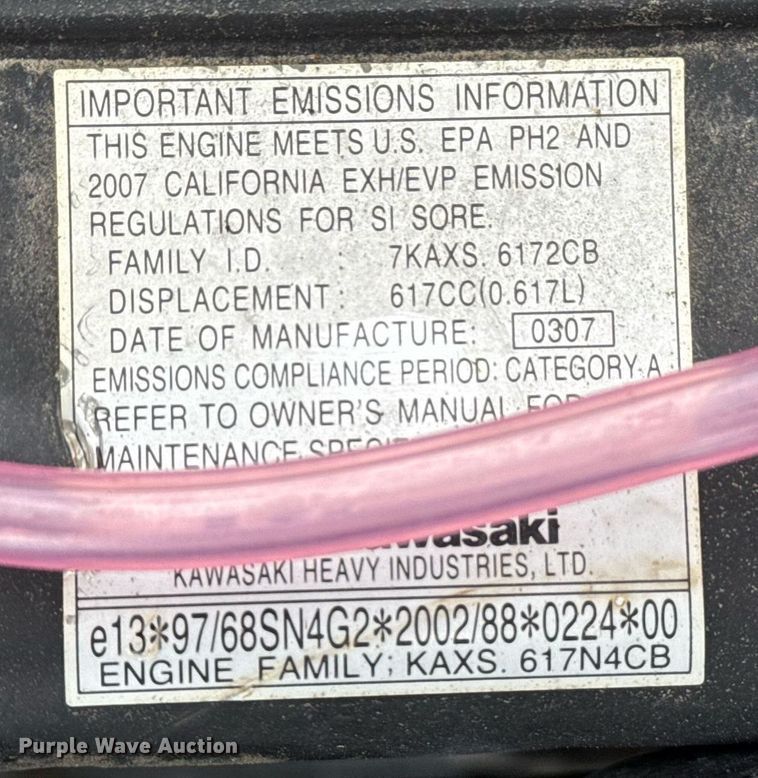 IMPORTANT EMISSIONS INFORMATION
THIS ENGINE MEETS U.S. EPA PH2 AND
2007 CALIFORNIA EXH/EVP EMISSION
REGULATIONS FOR SI SORE.
FAMILY I.D. : 7KAXS. 6172CB
DISPLACEMENT : 617CC(0.617L)
DATE OF MANUFACTURE: 0307
EMISSIONS COMPLIANCE PERIOD: CATEGORY A
REFER TO OWNER'S MANUAL FOR
MAINTENANCE
Kawasaki
KAWASAKI HEAVY INDUSTRIES, LTD.
e13*97/68SN4G2*2002/88*0224*00
ENGINE FAMILY; KAXS. 617N4CB
Purple Wave Auction